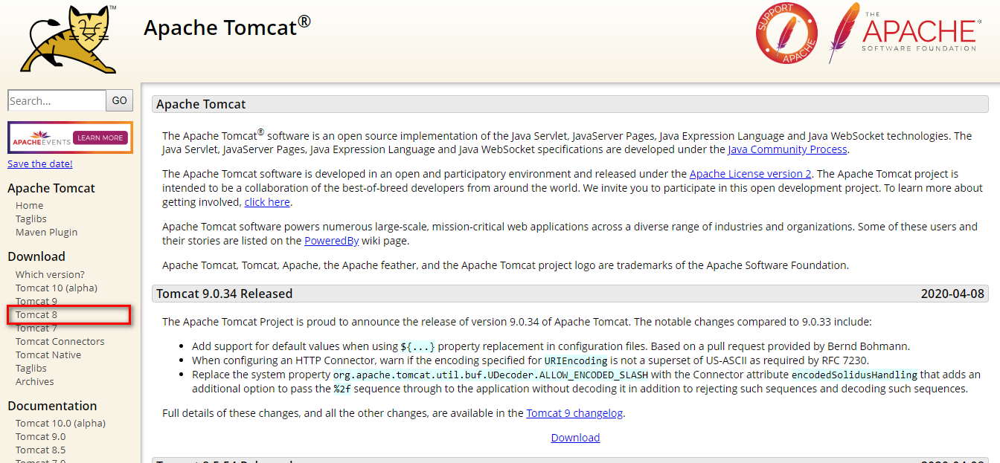 TM
Apache Tomcat®
SUPPORT
APACHE
THE
APACHE®
SOFTWARE FOUNDATION
Search...
GO
APACHEEVENTS LEARN MORE
Save the date!
Apache Tomcat
Home
Taglibs
Maven Plugin
Download
Which version?
Tomcat 10 (alpha)
Tomcat 9
Tomcat 8
Tomcat 7
Tomcat Connectors
Tomcat Native
Taglibs
Archives
Documentation
Tomcat 10.0 (alpha)
Tomcat 9.0
Tomcat 8.5
Tomcat 7.0
Apache Tomcat
The Apache Tomcat® software is an open source implementation of the Java Servlet, JavaServer Pages, Java Expression Language and Java WebSocket technologies. The
Java Servlet, JavaServer Pages, Java Expression Language and Java WebSocket specifications are developed under the Java Community Process.
The Apache Tomcat software is developed in an open and participatory environment and released under the Apache License version 2. The Apache Tomcat project is
intended to be a collaboration of the best-of-breed developers from around the world. We invite you to participate in this open development project. To learn more about
getting involved, click here.
Apache Tomcat software powers numerous large-scale, mission-critical web applications across a diverse range of industries and organizations. Some of these users and
their stories are listed on the PoweredBy wiki page.
Apache Tomcat, Tomcat, Apache, the Apache feather, and the Apache Tomcat project logo are trademarks of the Apache Software Foundation.
Tomcat 9.0.34 Released 2020-04-08
The Apache Tomcat Project is proud to announce the release of version 9.0.34 of Apache Tomcat. The notable changes compared to 9.0.33 include:
• Add support for default values when using ${...} property replacement in configuration files. Based on a pull request provided by Bernd Bohmann.
• When configuring an HTTP Connector, warn if the encoding specified for URIEncoding is not a superset of US-ASCII as required by RFC 7230.
• Replace the system property org.apache.tomcat.util.buf.UDecoder.ALLOW_ENCODED_SLASH with the Connector attribute encodedSolidusHandling that adds an
additional option to pass the %2f sequence through to the application without decoding it in addition to rejecting such sequences and decoding such sequences.
Full details of these changes, and all the other changes, are available in the Tomcat 9 changelog.
Download
Tomcat 8.5.54 Released 2020-04-08